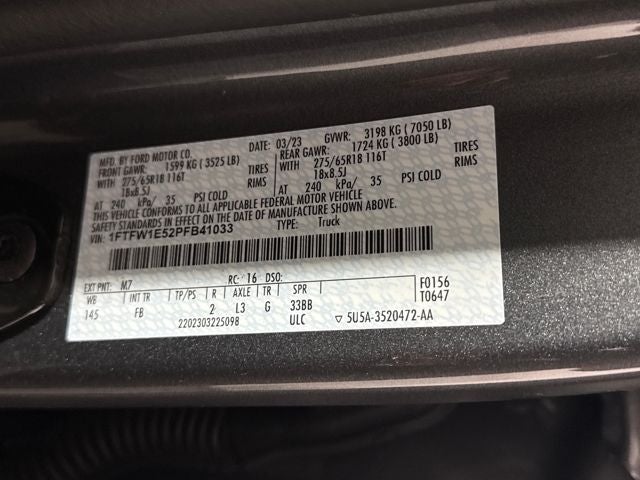 MFD. BY FORD MOTOR CO.
DATE: 03/23 GVWR: 3198 KG ( 7050 LB)
FRONT GAWR: 1599 KG ( 3525 LB) REAR GAWR: 1724 KG ( 3800 LB)
275/65R18 116T TIRES 275/65R18 116T TIRES
18x8.5J RIMS 18x8.5J RIMS
AT 240 kPa/ 35 PSI COLD AT 240 kPa/ 35 PSI COLD
THIS VEHICLE CONFORMS TO ALL APPLICABLE FEDERAL MOTOR VEHICLE
SAFETY STANDARDS IN EFFECT ON THE DATE OF MANUFACTURE SHOWN ABOVE.
VIN: 1FTFW1E52PFB41033 TYPE: Truck
EXT PNT: M7 RC: 16 DSO:
WB INT TR TP/PS R AXLE TR SPR F0156
145 FB 2 L3 G 33BB T0647
2202303225098 ULC ▽ 5U5A-3520472-AA